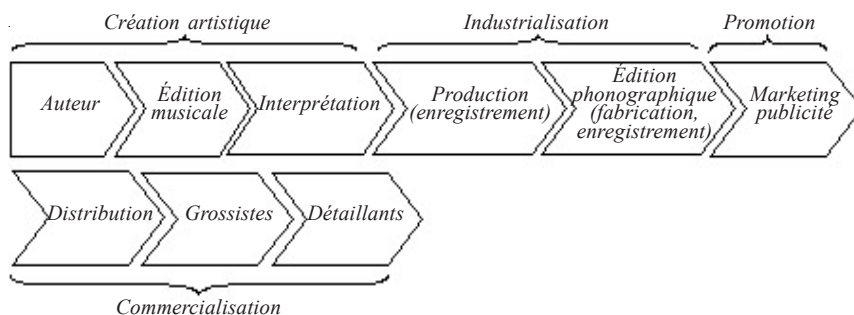 Création artistique
Industrialisation
Promotion
Auteur
Édition
musicale
Interprétation
Production
(enregistrement)
Édition
phonographique
(fabrication,
enregistrement)
Marketing
publicité
Distribution
Grossistes
Détaillants
Commercialisation